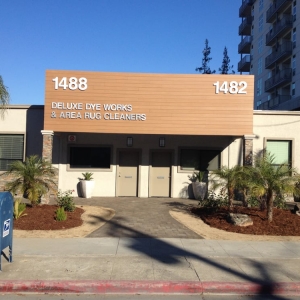 1488
1482
DELUXE DYE WORKS
& AREA RUG CLEANERS